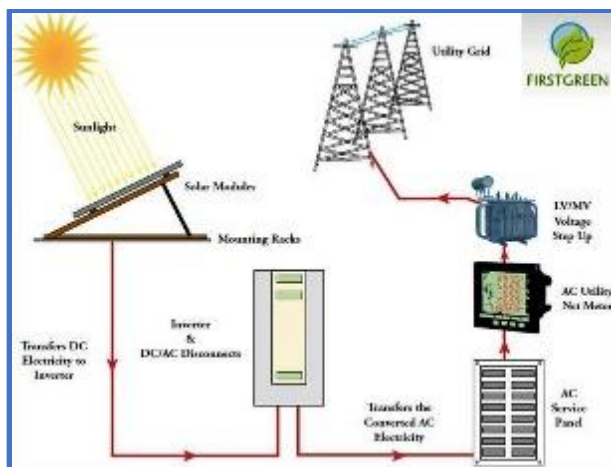 Utility Grid
FIRSTGREEN
Sunlight
Solar Modules
Mounting Racks
LV/MV
Voltage
Step Up
AC Utility
Net Meter
Inverter
&
DC/AC Disconnects
Transfers DC
Electricity to
Inverter
Transfers the
Converted AC
Electricity
AC
Service
Panel